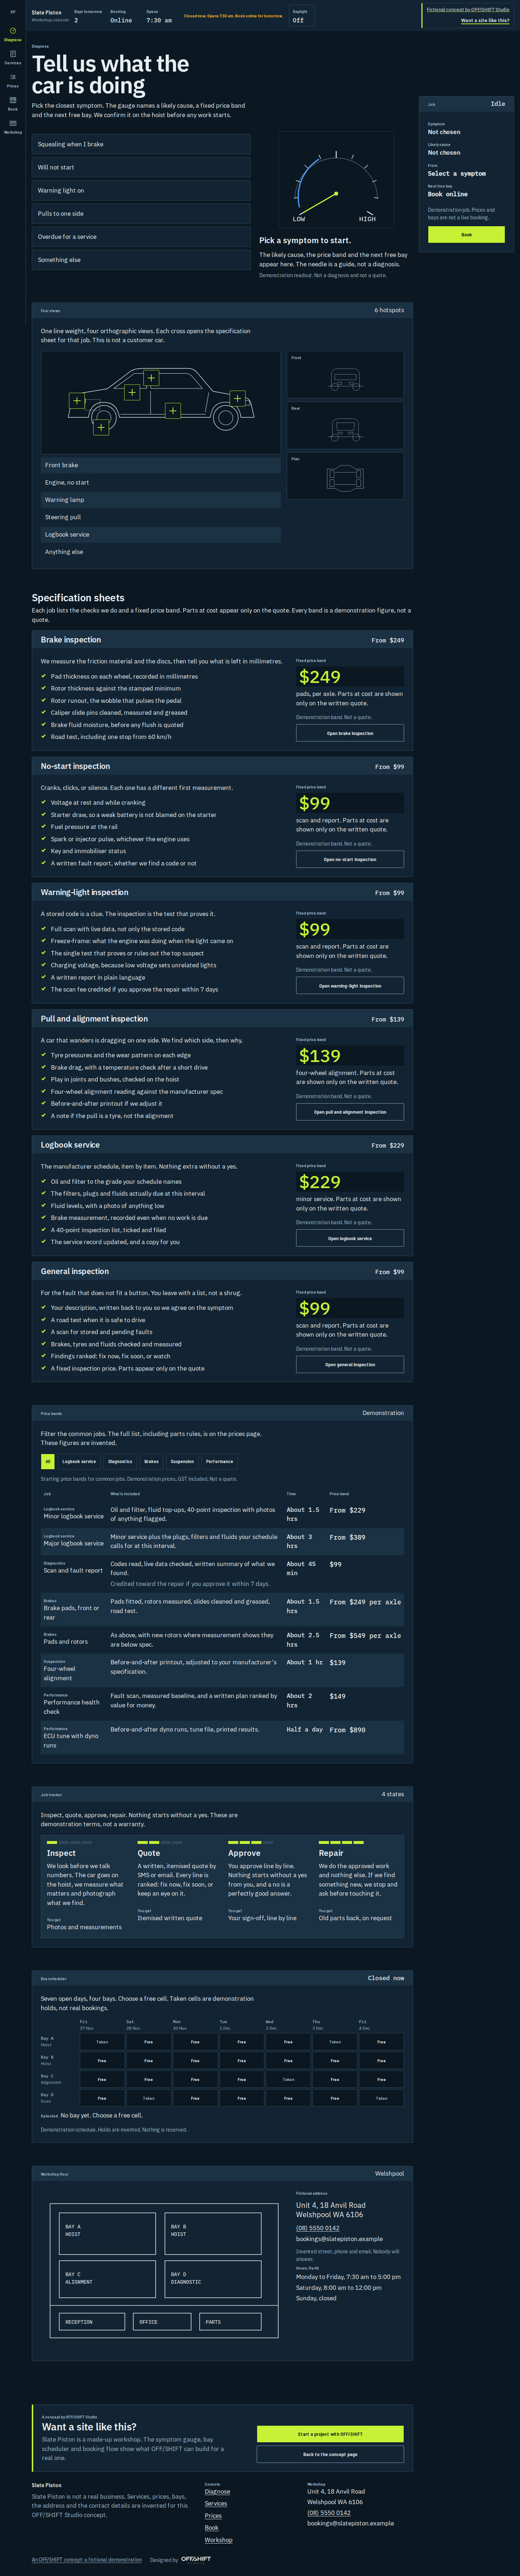 SP
Diagnose
Services
Prices
Book
Workshop
Slate Piston
Workshop console
Bays tomorrow
2
Booking
Online
Opens
7:30 am
Closed now. Opens 7:30 am. Book online for tomorrow.
Daylight
Off
Fictional concept by OFF/SHIFT Studio
Want a site like this?
Diagnose
Tell us what the
car is doing
Pick the closest symptom. The gauge names a likely cause, a fixed price band
and the next free bay. We confirm it on the hoist before any work starts.
Squealing when I brake
Will not start
Warning light on
Pulls to one side
Overdue for a service
Something else
LOW
HIGH
Pick a symptom to start.
The likely cause, the price band and the next free bay
appear here. The needle is a guide, not a diagnosis.
Demonstration readout. Not a diagnosis and not a quote.
Job
Idle
Symptom
Not chosen
Likely cause
Not chosen
From
Select a symptom
Next free bay
Book online
Demonstration job. Prices and
bays are not a live booking.
Book
Four views
6 hotspots
One line weight, four orthographic views. Each cross opens the specification
sheet for that job. This is not a customer car.
Front
Rear
Plan
Front brake
Engine, no start
Warning lamp
Steering pull
Logbook service
Anything else
Specification sheets
Each job lists the checks we do and a fixed price band. Parts at cost appear only on the quote. Every band is a demonstration figure, not a
quote.
Brake inspection
From $249
We measure the friction material and the discs, then tell you what is left in millimetres.
Pad thickness on each wheel, recorded in millimetres
Rotor thickness against the stamped minimum
Rotor runout, the wobble that pulses the pedal
Caliper slide pins cleaned, measured and greased
Brake fluid moisture, before any flush is quoted
Road test, including one stop from 60 km/h
Fixed price band
$249
pads, per axle. Parts at cost are shown
only on the written quote.
Demonstration band. Not a quote.
Open brake inspection
No-start inspection
From $99
Cranks, clicks, or silence. Each one has a different first measurement.
Voltage at rest and while cranking
Starter draw, so a weak battery is not blamed on the starter
Fuel pressure at the rail
Spark or injector pulse, whichever the engine uses
Key and immobiliser status
A written fault report, whether we find a code or not
Fixed price band
$99
scan and report. Parts at cost are
shown only on the written quote.
Demonstration band. Not a quote.
Open no-start inspection
Warning-light inspection
From $99
A stored code is a clue. The inspection is the test that proves it.
Full scan with live data, not only the stored code
Freeze-frame: what the engine was doing when the light came on
The single test that proves or rules out the top suspect
Charging voltage, because low voltage sets unrelated lights
A written report in plain language
The scan fee credited if you approve the repair within 7 days
Fixed price band
$99
scan and report. Parts at cost are
shown only on the written quote.
Demonstration band. Not a quote.
Open warning-light inspection
Pull and alignment inspection
From $139
A car that wanders is dragging on one side. We find which side, then why.
Tyre pressures and the wear pattern on each edge
Brake drag, with a temperature check after a short drive
Play in joints and bushes, checked on the hoist
Four-wheel alignment reading against the manufacturer spec
Before-and-after printout if we adjust it
A note if the pull is a tyre, not the alignment
Fixed price band
$139
four-wheel alignment. Parts at cost
are shown only on the written quote.
Demonstration band. Not a quote.
Open pull and alignment inspection
Logbook service
From $229
The manufacturer schedule, item by item. Nothing extra without a yes.
Oil and filter to the grade your schedule names
The filters, plugs and fluids actually due at this interval
Fluid levels, with a photo of anything low
Brake measurement, recorded even when no work is due
A 40-point inspection list, ticked and filed
The service record updated, and a copy for you
Fixed price band
$229
minor service. Parts at cost are shown
only on the written quote.
Demonstration band. Not a quote.
Open logbook service
General inspection
From $99
For the fault that does not fit a button. You leave with a list, not a shrug.
Your description, written back to you so we agree on the symptom
A road test when it is safe to drive
A scan for stored and pending faults
Brakes, tyres and fluids checked and measured
Findings ranked: fix now, fix soon, or watch
A fixed inspection price. Parts appear only on the quote
Fixed price band
$99
scan and report. Parts at cost are
shown only on the written quote.
Demonstration band. Not a quote.
Open general inspection
Price bands
Demonstration
Filter the common jobs. The full list, including parts rules, is on the prices page.
These figures are invented.
All
Logbook service
Diagnostics
Brakes
Suspension
Performance
Starting price bands for common jobs. Demonstration prices, GST included. Not a quote.
Job
What is included
Time
Price band
Logbook service
Minor logbook service
Oil and filter, fluid top-ups, 40-point inspection with photos
of anything flagged.
About 1.5
hrs
From $229
Logbook service
Major logbook service
Minor service plus the plugs, filters and fluids your schedule
calls for at this interval.
About 3
hrs
From $389
Diagnostics
Scan and fault report
Codes read, live data checked, written summary of what we
found.
Credited toward the repair if you approve it within 7 days.
About 45
min
$99
Brakes
Brake pads, front or
rear
Pads fitted, rotors measured, slides cleaned and greased,
road test.
About 1.5
hrs
From $249 per axle
Brakes
Pads and rotors
As above, with new rotors where measurement shows they
are below spec.
About 2.5
hrs
From $549 per axle
Suspension
Four-wheel
alignment
Before-and-after printout, adjusted to your manufacturer's
specification.
About 1 hr
$139
Performance
Performance health
check
Fault scan, measured baseline, and a written plan ranked by
value for money.
About 2
hrs
$149
Performance
ECU tune with dyno
runs
Before-and-after dyno runs, tune file, printed results.
Half a day
From $890
Job tracker
4 states
Inspect, quote, approve, repair. Nothing starts without a yes. These are
demonstration terms, not a warranty.
Inspect
We look before we talk
numbers. The car goes on
the hoist, we measure what
matters and photograph
what we find.
You get
Photos and measurements
Quote
A written, itemised quote by
SMS or email. Every line is
ranked: fix now, fix soon, or
keep an eye on it.
You get
Itemised written quote
Approve
You approve line by line.
Nothing starts without a yes
from you, and a no is a
perfectly good answer.
You get
Your sign-off, line by line
Repair
We do the approved work
and nothing else. If we find
something new, we stop and
ask before touching it.
You get
Old parts back, on request
Bay scheduler
Closed now
Seven open days, four bays. Choose a free cell. Taken cells are demonstration
holds, not real bookings.
Fri
27 Nov
Sat
28 Nov
Mon
30 Nov
Tue
1 Dec
Wed
2 Dec
Thu
3 Dec
Fri
4 Dec
Bay A
Hoist
Taken Free Free Free Free Taken Free
Bay B
Hoist
Free Free Free Free Free Free Free
Bay C
Alignment
Free Free Free Free Taken Free Free
Bay D
Scan
Free Taken Free Free Free Free Taken
Selected No bay yet. Choose a free cell.
Demonstration schedule. Holds are invented. Nothing is reserved.
Workshop floor
Welshpool
BAY A
HOIST
BAY B
HOIST
BAY C
ALIGNMENT
BAY D
DIAGNOSTIC
RECEPTION
OFFICE
PARTS
Fictional address
Unit 4, 18 Anvil Road
Welshpool WA 6106
(08) 5550 0142
bookings@slatepiston.example
Invented street, phone and email. Nobody will
answer.
Hours, Perth
Monday to Friday, 7:30 am to 5:00 pm
Saturday, 8:00 am to 12:00 pm
Sunday, closed
A concept by OFF/SHIFT Studio
Want a site like this?
Slate Piston is a made-up workshop. The symptom gauge, bay
scheduler and booking flow show what OFF/SHIFT can build for a
real one.
Start a project with OFF/SHIFT
Back to the concept page
Slate Piston
Slate Piston is not a real business. Services, prices, bays,
the address and the contact details are invented for this
OFF/SHIFT Studio concept.
Console
Diagnose
Services
Prices
Book
Workshop
Workshop
Unit 4, 18 Anvil Road
Welshpool WA 6106
(08) 5550 0142
bookings@slatepiston.example
An OFF/SHIFT concept: a fictional demonstration
Designed by
OFF/SHIFT